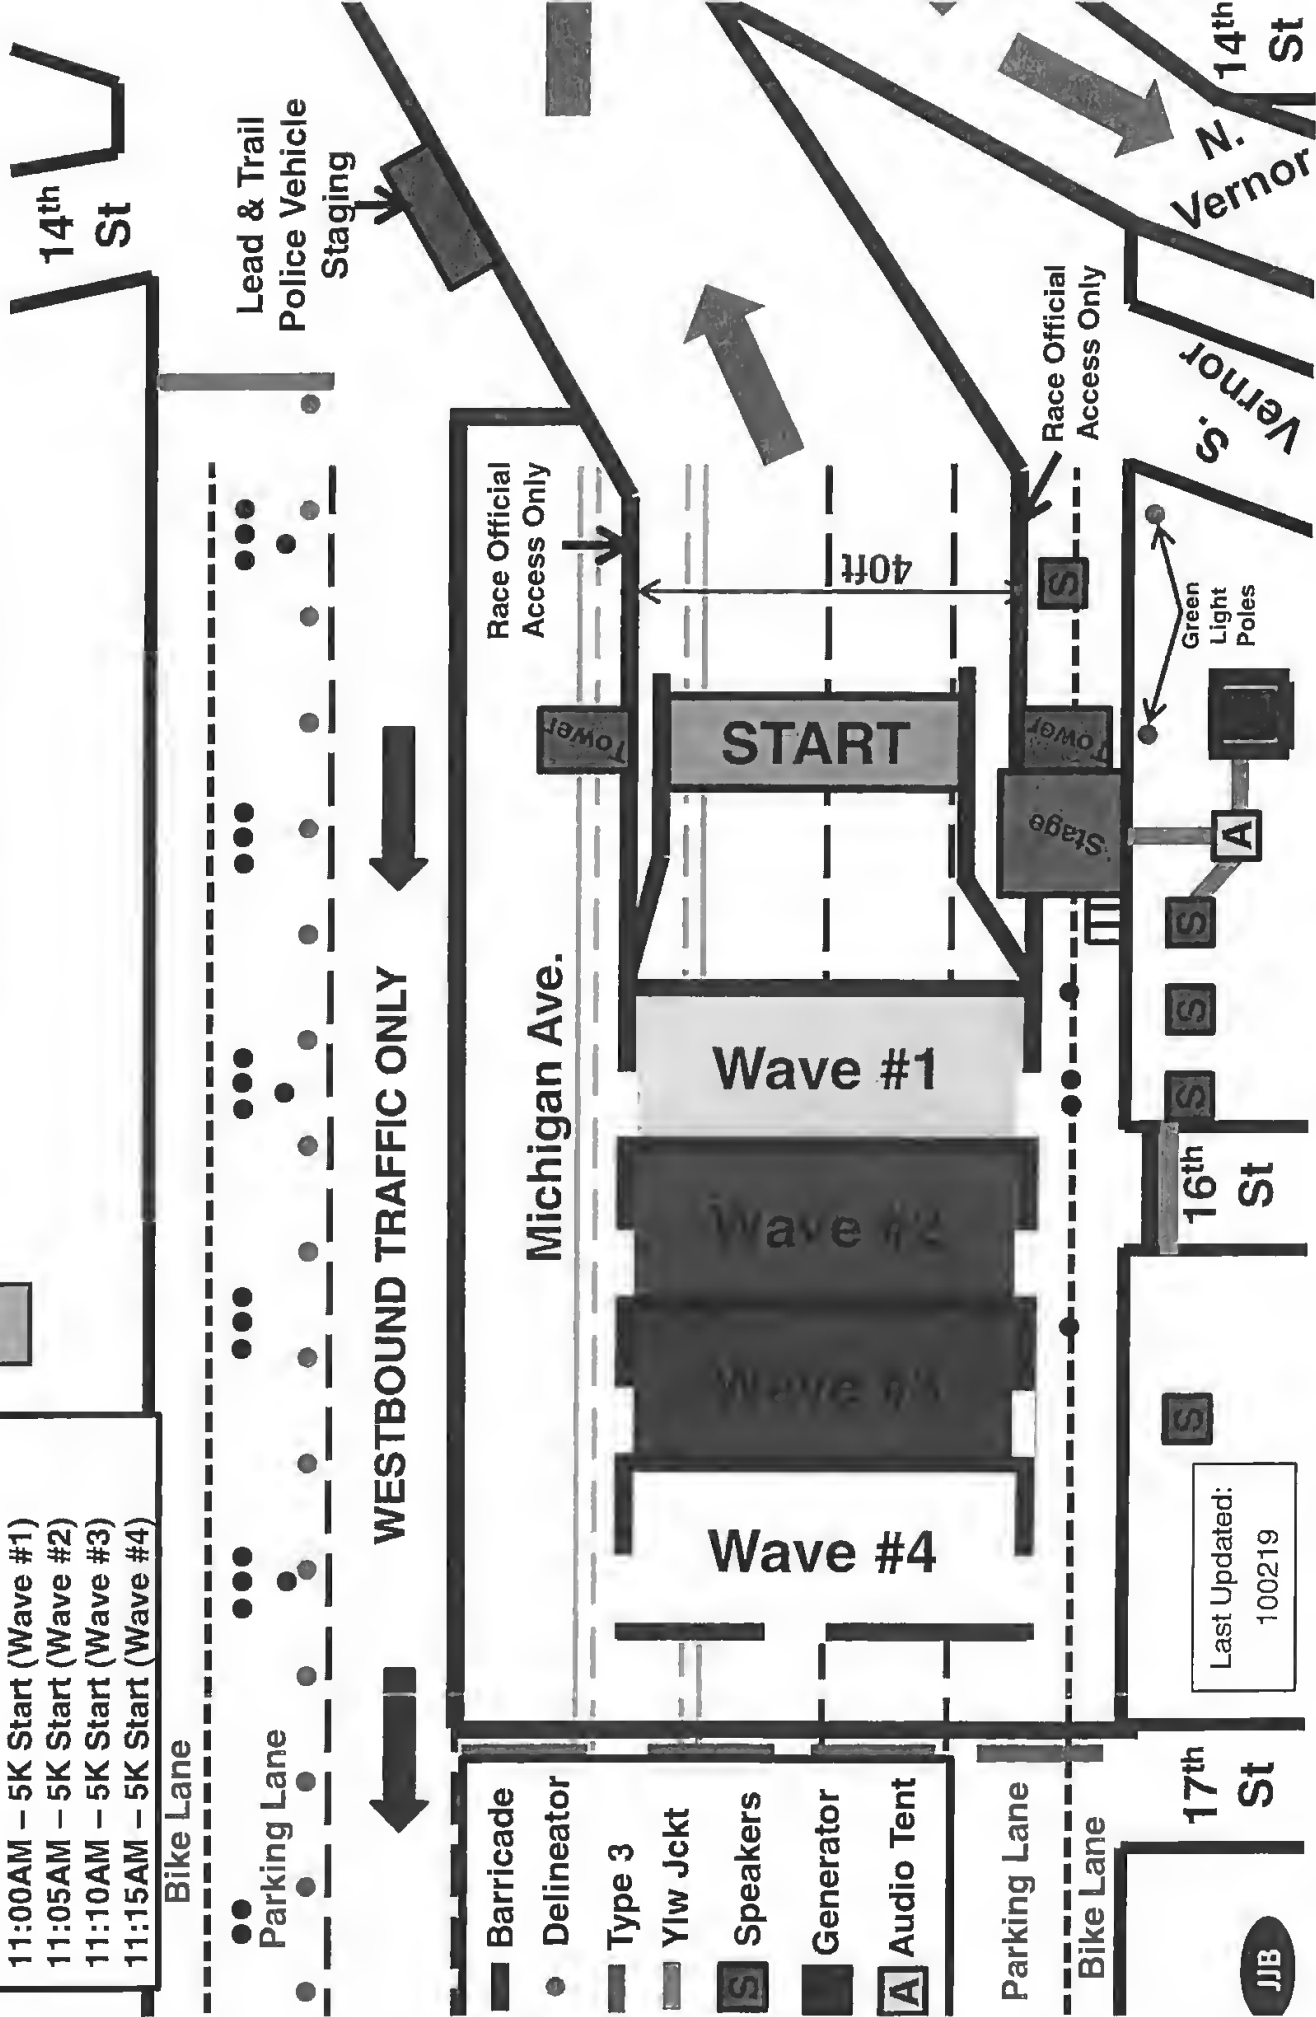 11:00AM – 5K Start (Wave #1)
11:05AM – 5K Start (Wave #2)
11:10AM – 5K Start (Wave #3)
11:15AM – 5K Start (Wave #4)
14th
St
Lead & Trail
Police Vehicle
Staging
Bike Lane
Parking Lane
WESTBOUND TRAFFIC ONLY
Race Official
Access Only
Michigan Ave.
Tower
START
40ft
Wave #1
Wave #2
Wave #3
Wave #4
Tower
Stage
Race Official
Access Only
S
N.
Vernor
14th
St
S.
Vernor
Green
Light
Poles
A
S
S
S
S
16th
St
17th
St
Barricade
Delineator
Type 3
Ylw Jckt
S Speakers
Generator
A Audio Tent
Parking Lane
Bike Lane
Last Updated:
100219
JJB